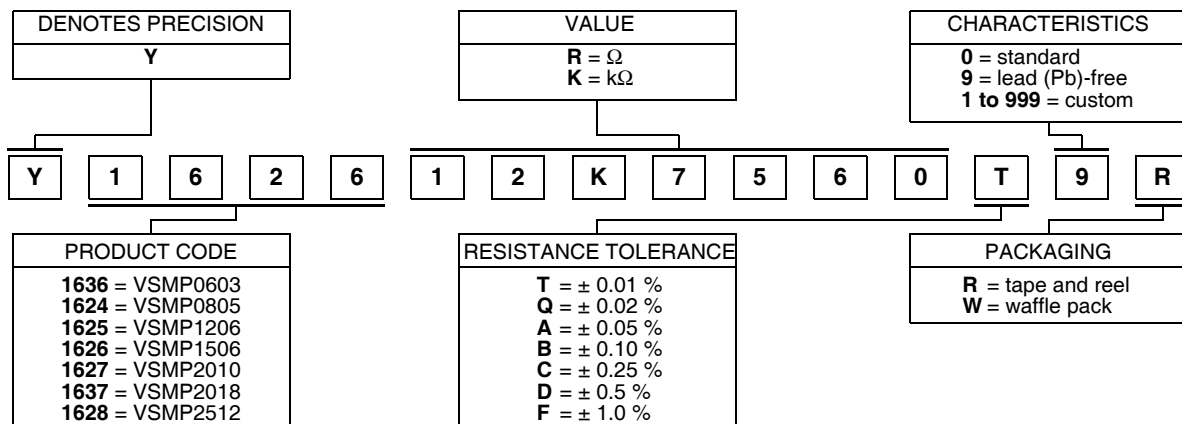 DENOTES PRECISION
Y
VALUE
R = Ω
K = kΩ
CHARACTERISTICS
0 = standard
9 = lead (Pb)-free
1 to 999 = custom
Y 1 6 2 6 1 2 K 7 5 6 0 T 9 R
PRODUCT CODE
1636 = VSMP0603
1624 = VSMP0805
1625 = VSMP1206
1626 = VSMP1506
1627 = VSMP2010
1637 = VSMP2018
1628 = VSMP2512
RESISTANCE TOLERANCE
T = ± 0.01 %
Q = ± 0.02 %
A = ± 0.05 %
B = ± 0.10 %
C = ± 0.25 %
D = ± 0.5 %
F = ± 1.0 %
PACKAGING
R = tape and reel
W = waffle pack